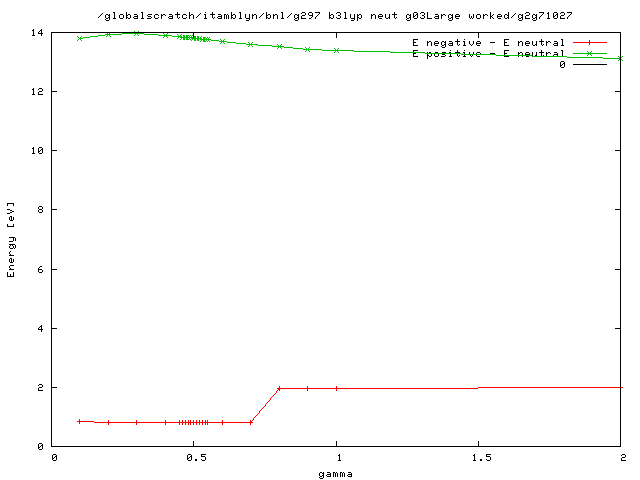 /globalscratch/itamblyn/bnl/g297 b3lyp neut g03Large worked/g2g71027
E negative - E neutral
E positive - E neutral
0
14
12
10
8
6
4
2
0
Energy [eV]
0 0.5 1 1.5 2
gamma